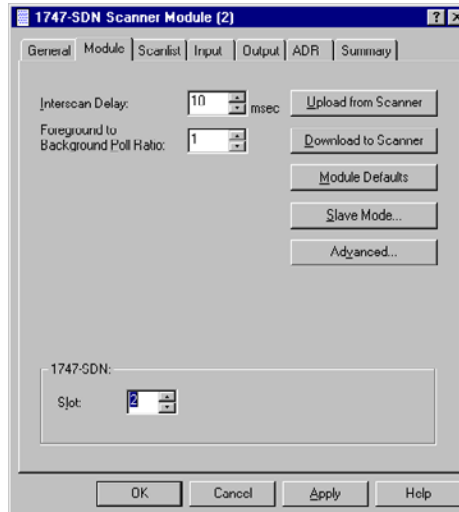 1747-SDN Scanner Module (2)
General Module Scanlist Input Output ADR Summary
Interscan Delay: 10 msec Upload from Scanner
Foreground to
Background Poll Ratio: 1 Download to Scanner
Module Defaults
Slave Mode...
Advanced...
1747-SDN:
Slot: 2
OK Cancel Apply Help